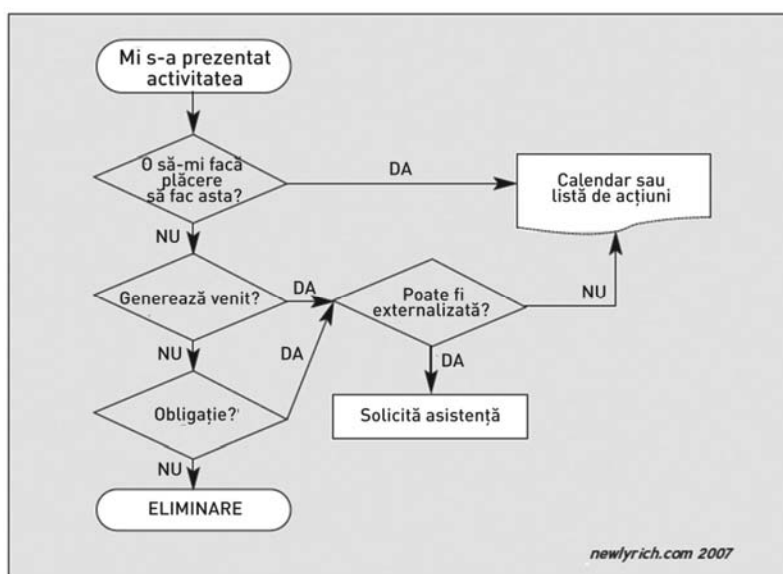 Mi s-a prezentat
activitatea
O să-mi facă
plăcere
să fac asta?
DA
Calendar sau
listă de acțiuni
NU
Generează venit?
DA
Poate fi
externalizată?
NU
NU
DA
DA
Obligație?
Solicită asistență
NU
ELIMINARE
newlyrich.com 2007